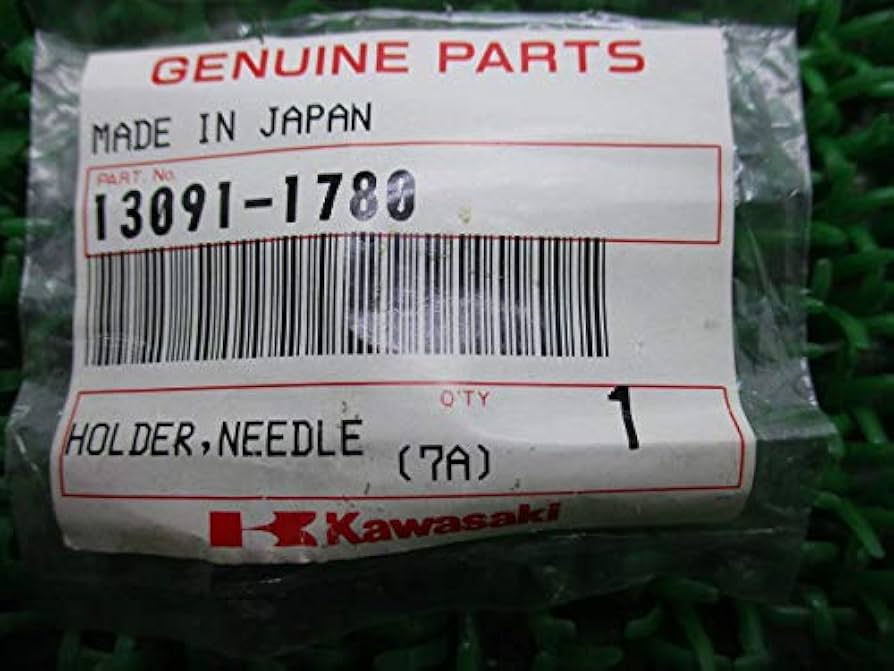 GENUINE PARTS
MADE IN JAPAN
PART. No.
13091-1780
Q'TY
HOLDER,NEEDLE (7A) 1
Kawasaki